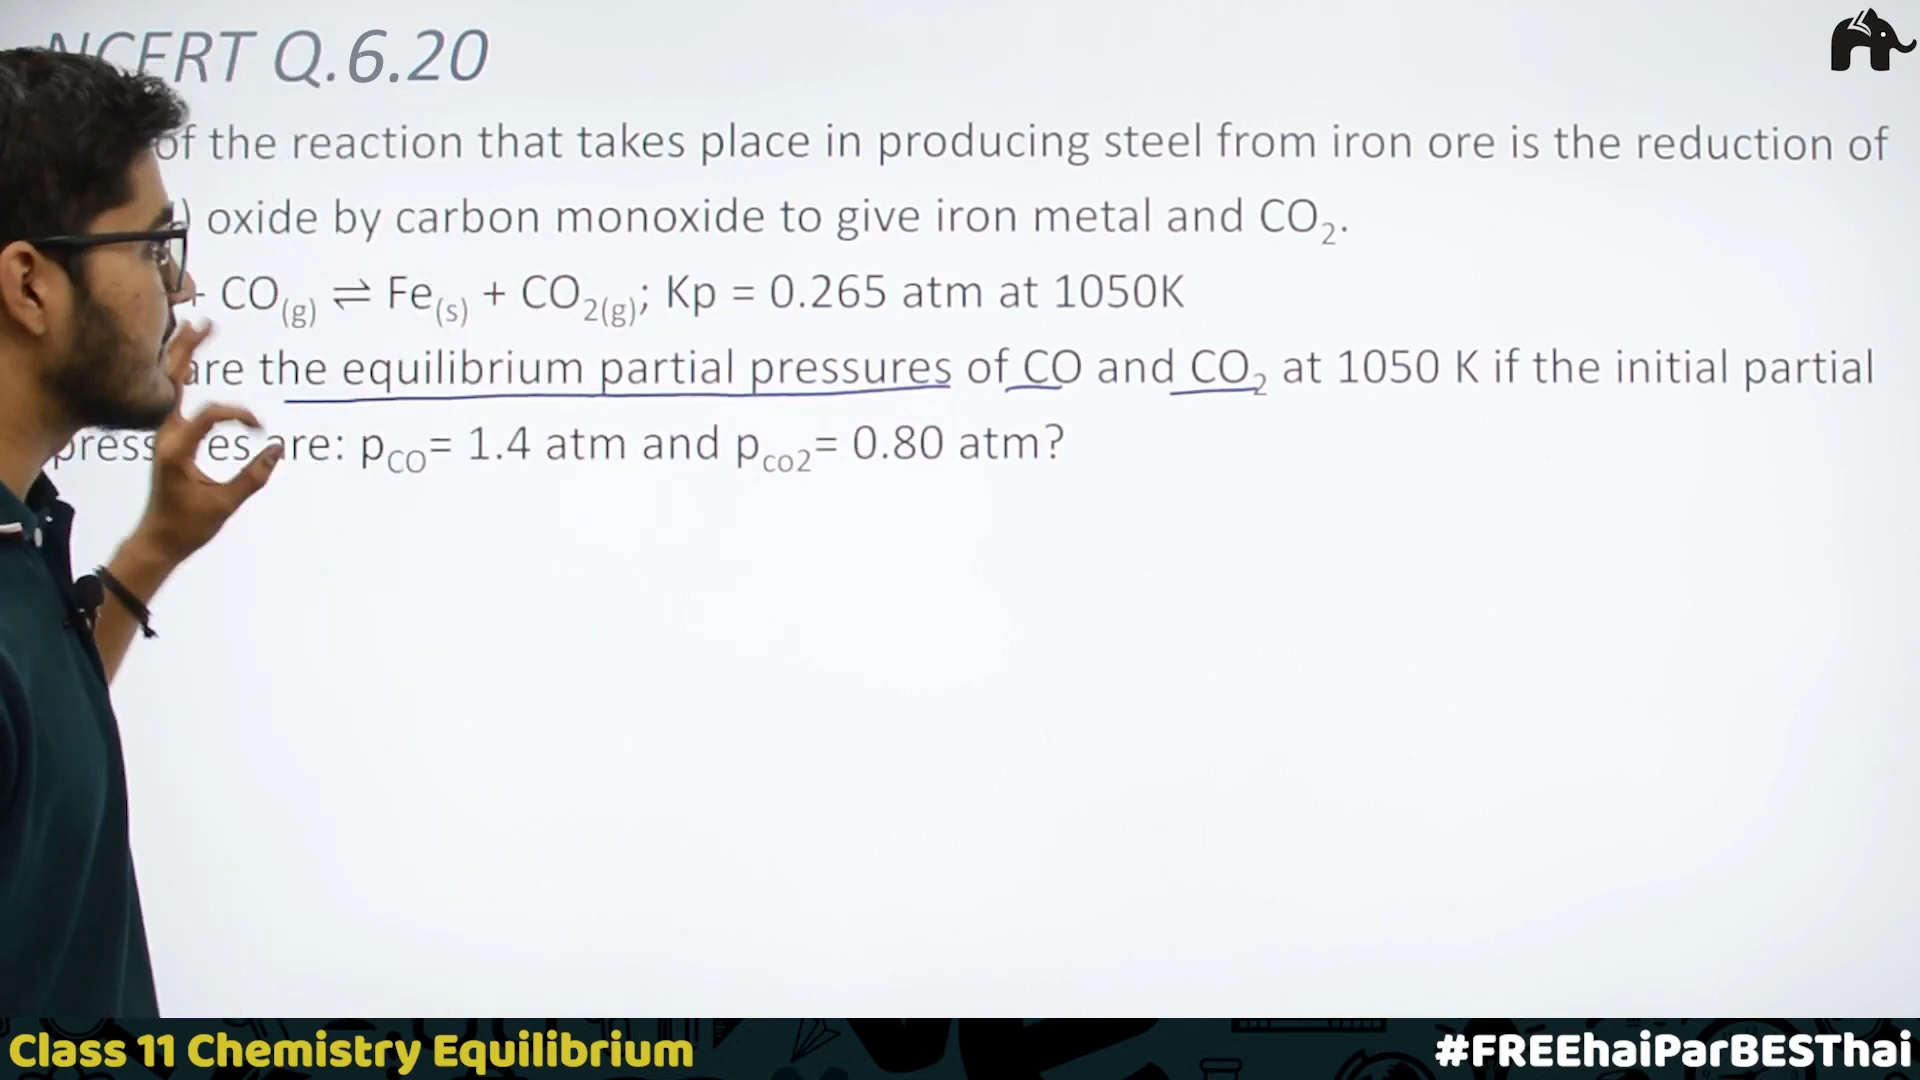 NCERT Q.6.20
of the reaction that takes place in producing steel from iron ore is the reduction of
) oxide by carbon monoxide to give iron metal and CO₂.
+ CO(g) ⇌ Fe(s) + CO₂(g); Kp = 0.265 atm at 1050K
are the equilibrium partial pressures of CO and CO₂ at 1050 K if the initial partial
pressures are: pCO= 1.4 atm and pco2= 0.80 atm?
Class 11 Chemistry Equilibrium
#FREEhaiParBESThai